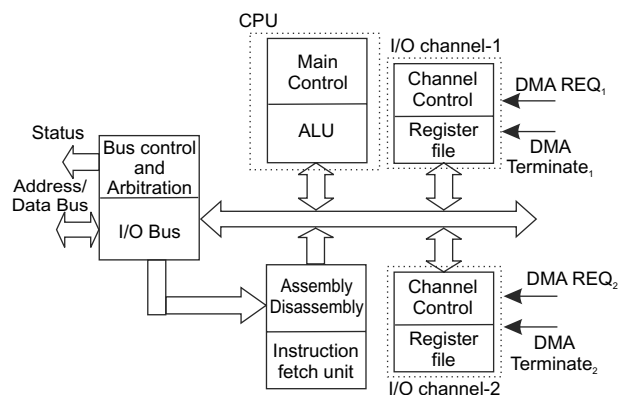 CPU
Main
Control
ALU
I/O channel-1
Channel
Control
Register
file
DMA REQ₁
DMA
Terminate₁
Status
Address/
Data Bus
Bus control
and
Arbitration
I/O Bus
Assembly
Disassembly
Instruction
fetch unit
Channel
Control
Register
file
I/O channel-2
DMA REQ₂
DMA
Terminate₂